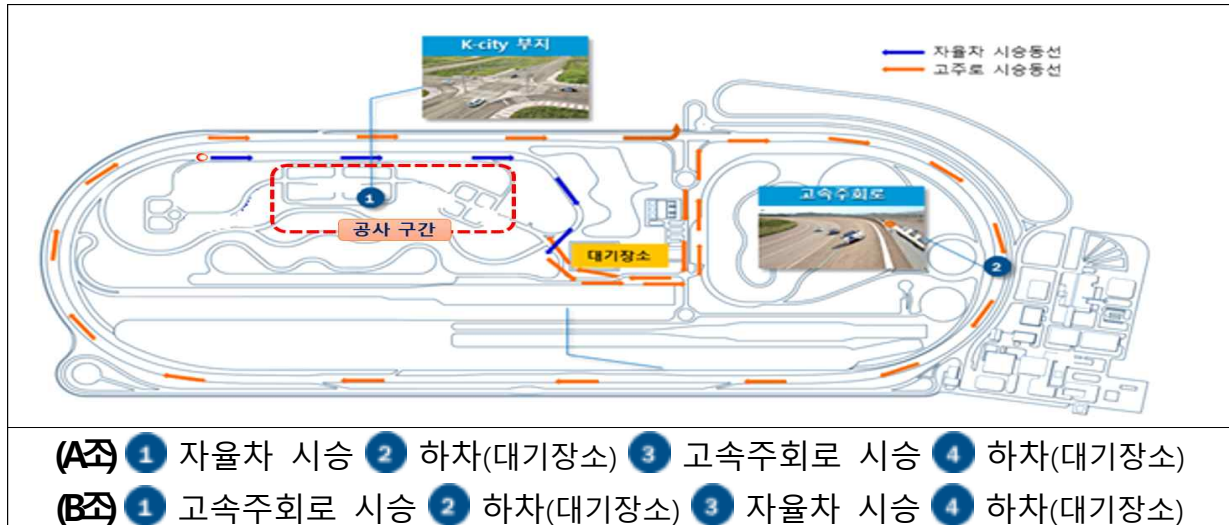 K-city 부지
자율차 시승동선
고주로 시승동선
1
공사 구간
고속주회로
대기장소
2
(A조) 1 자율차 시승 2 하차(대기장소) 3 고속주회로 시승 4 하차(대기장소)
(B조) 1 고속주회로 시승 2 하차(대기장소) 3 자율차 시승 4 하차(대기장소)